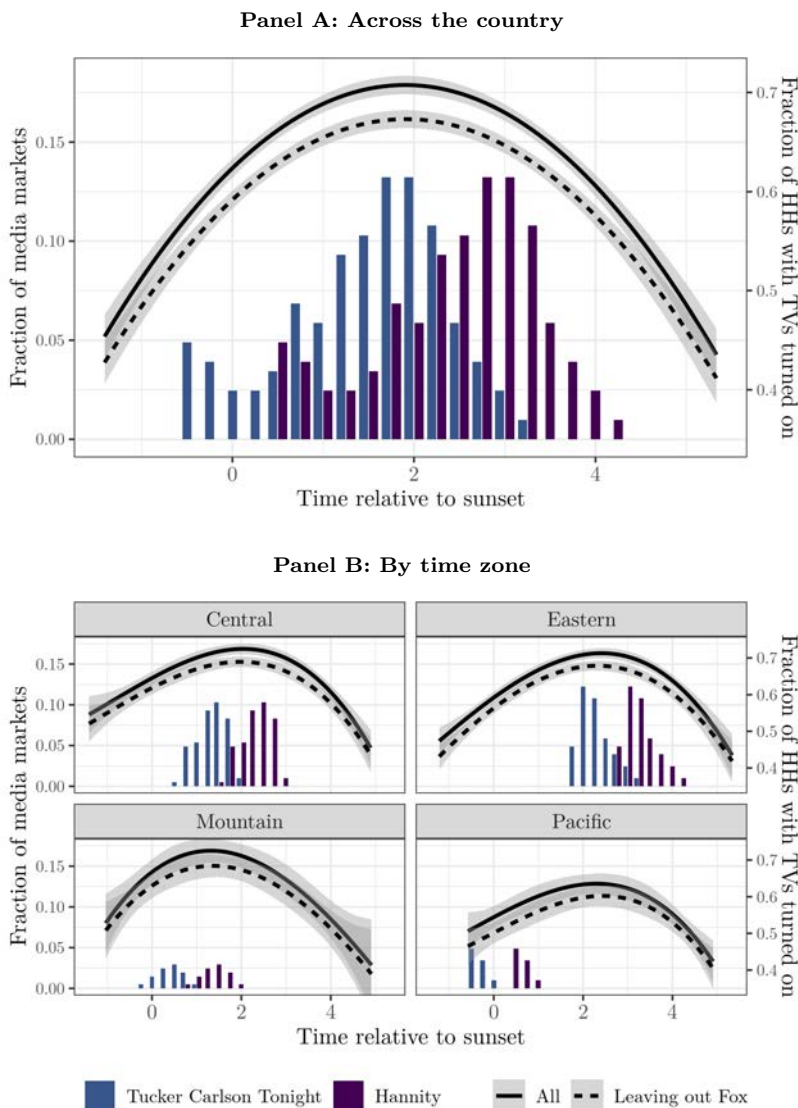 Panel A: Across the country
Fraction of media markets
0.15
0.10
0.05
0.00
0.7
0.6
0.5
0.4
Fraction of HHs with TVs turned on
0 2 4
Time relative to sunset
Panel B: By time zone
Central Eastern
Fraction of media markets
0.15
0.10
0.05
0.00
0.7
0.6
0.5
0.4
Mountain Pacific
0.15
0.10
0.05
0.00
0.7
0.6
0.5
0.4
Fraction of HHs with TVs turned on
0 2 4 0 2 4
Time relative to sunset
Tucker Carlson Tonight Hannity All Leaving out Fox